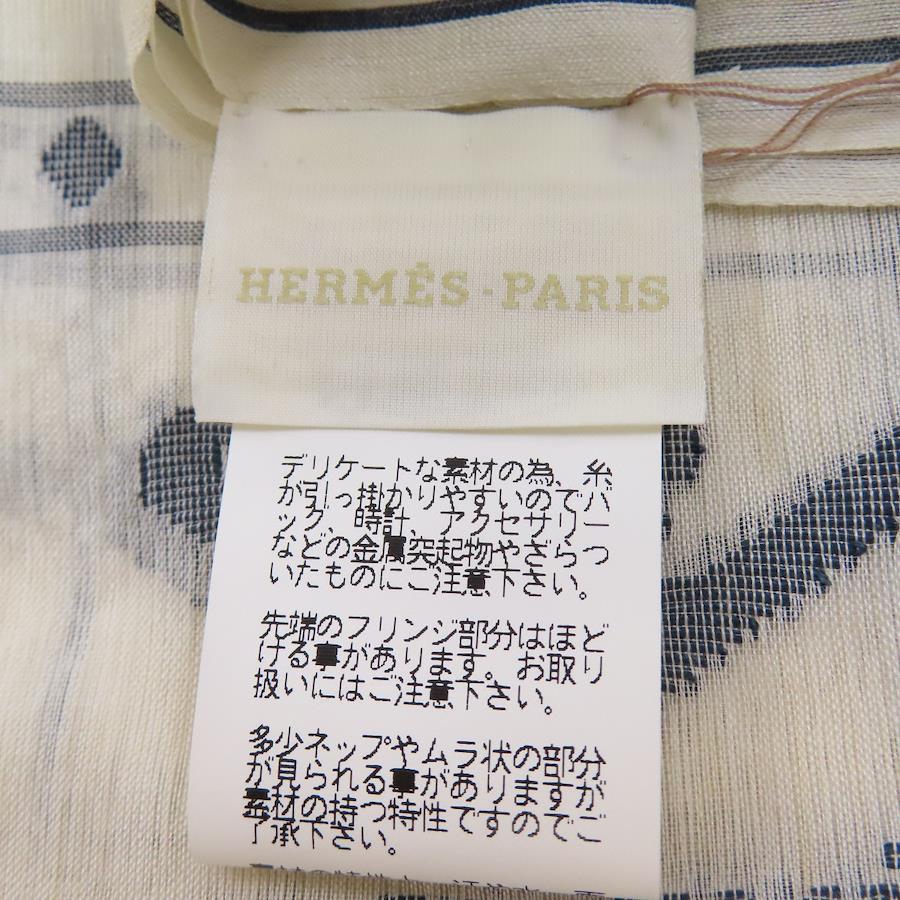 HERMÈS-PARIS
デリケートな素材の為、糸
が引っ掛かりやすいのでバ
ッグ、時計、アクセサリー
などの金属突起物やざらつ
いたものにご注意下さい。
先端のフリンジ部分はほど
ける事があります。お取り
扱いにはご注意下さい。
多少ネップやムラ状の部分
が見られる事がありますが
素材の持つ特性ですのでご
了承下さい。